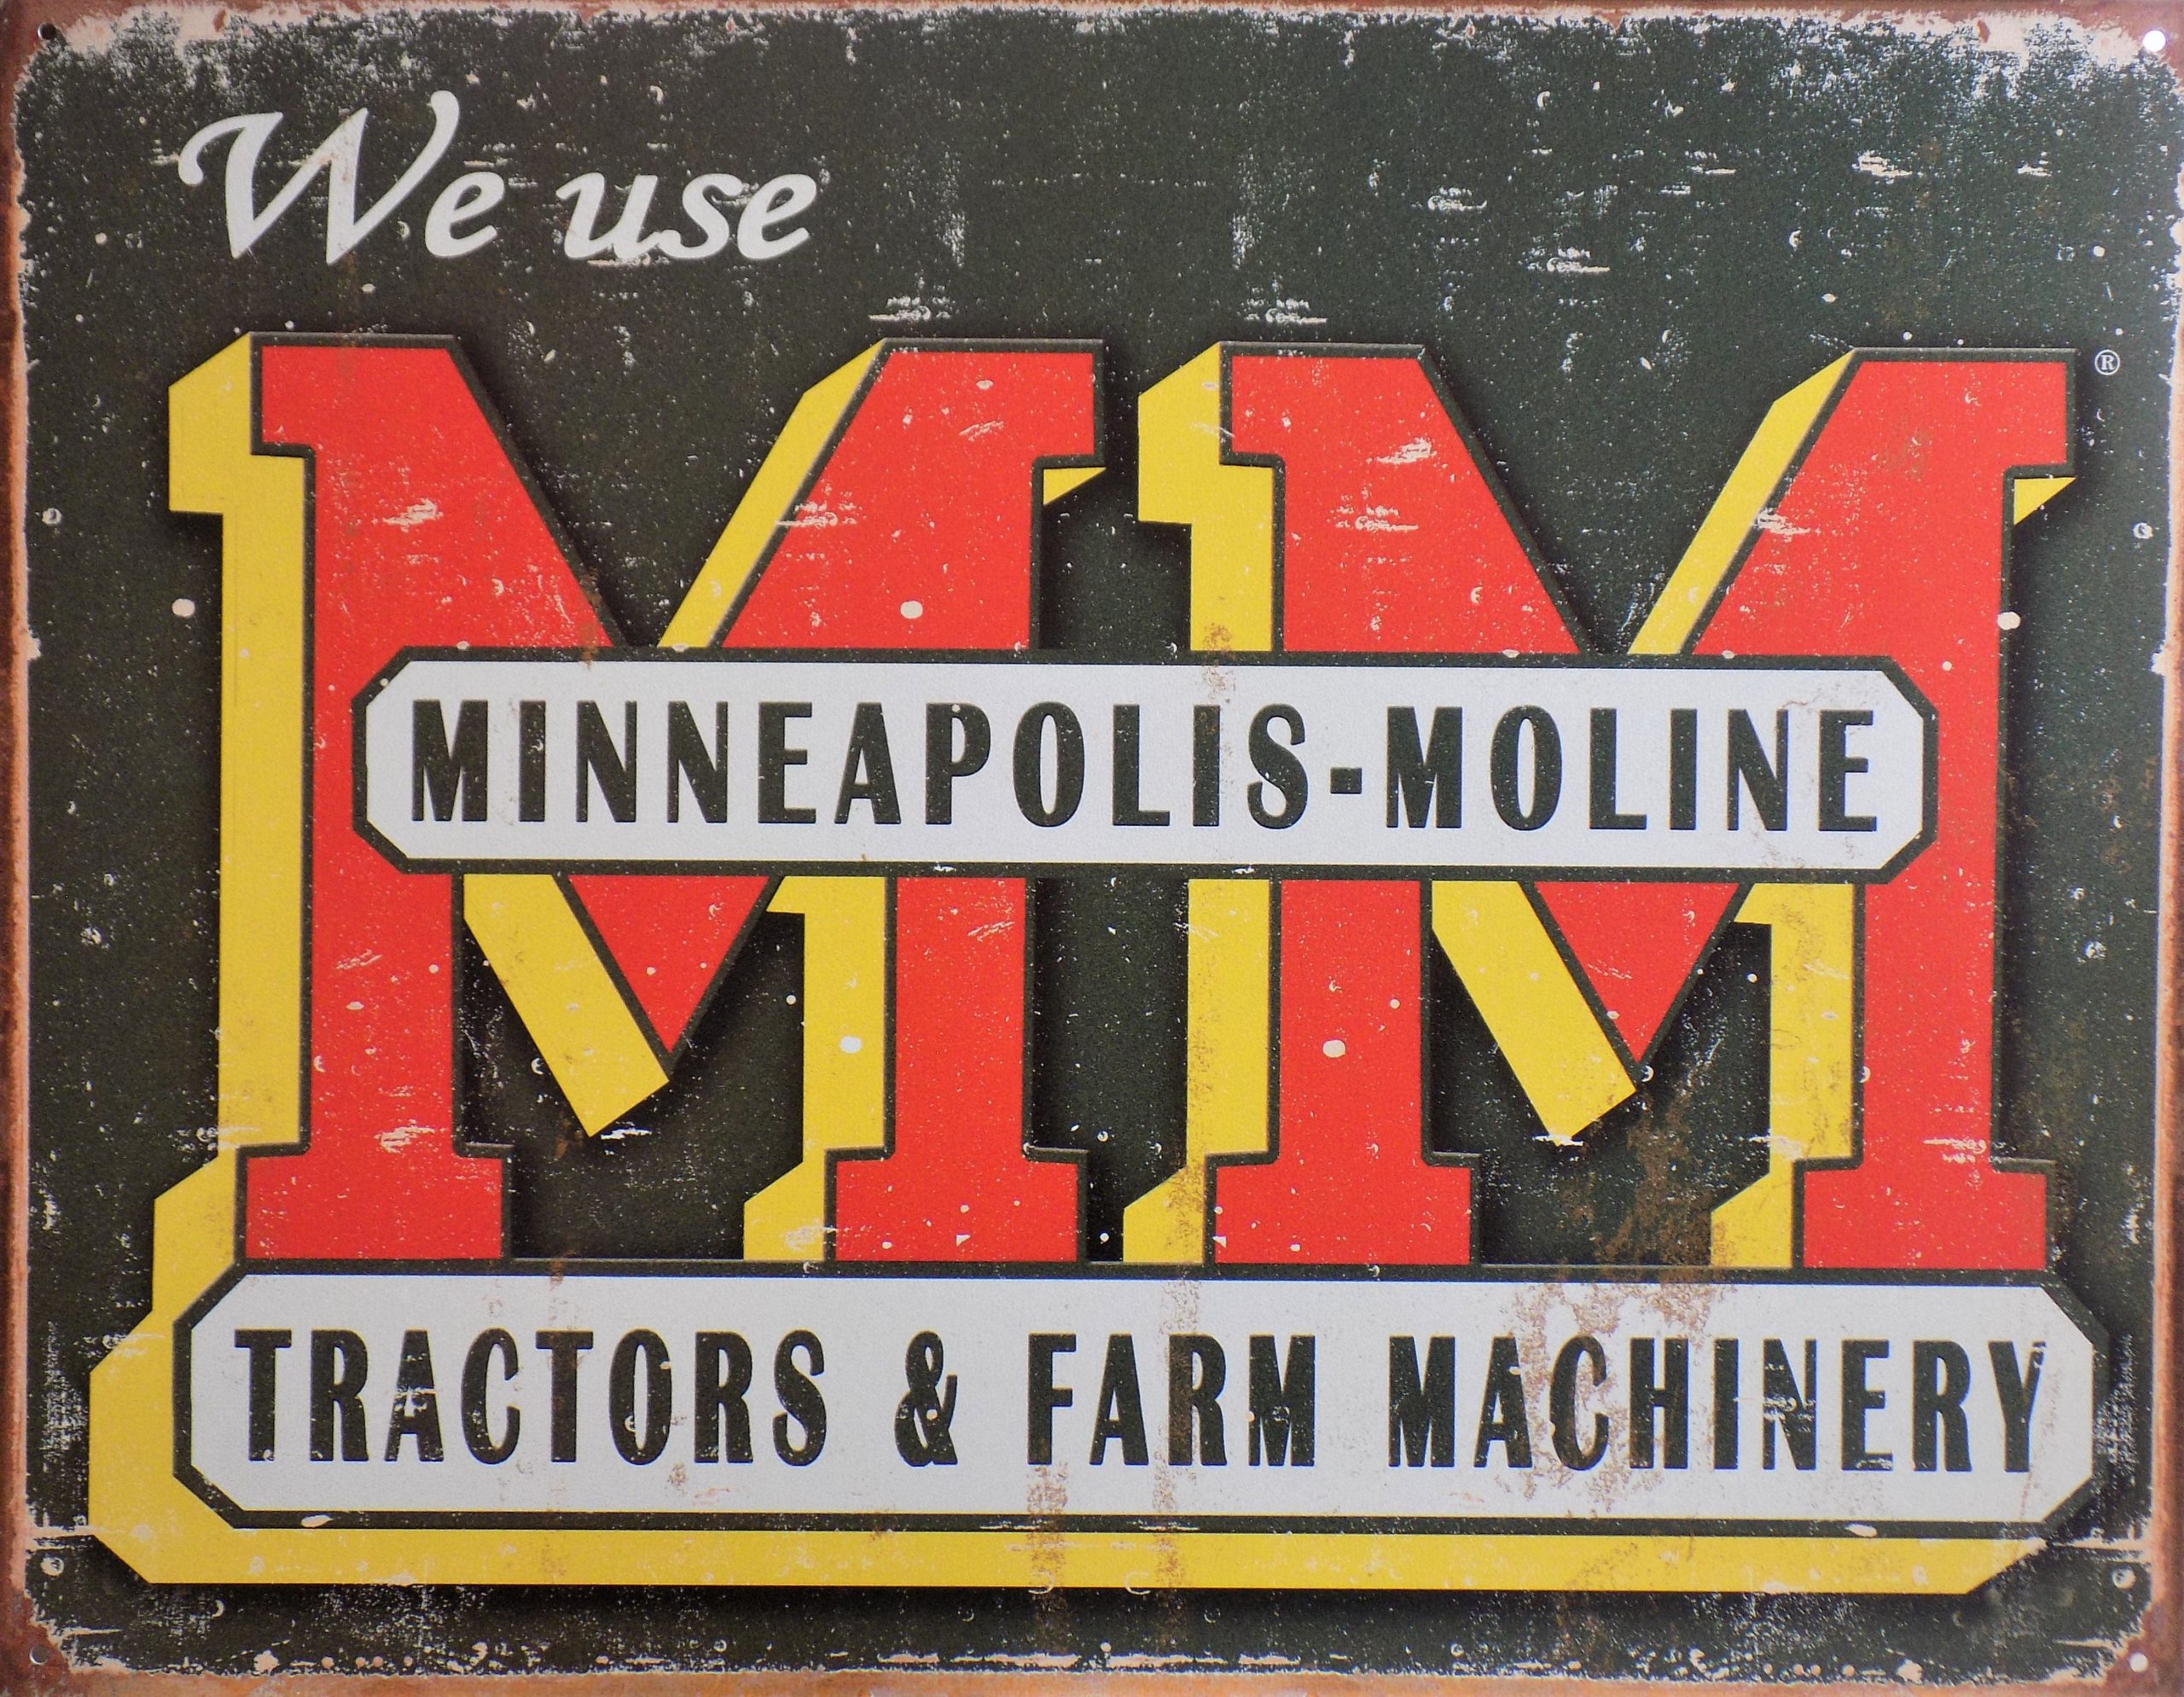 We use
MM ®
MINNEAPOLIS-MOLINE
TRACTORS & FARM MACHINERY